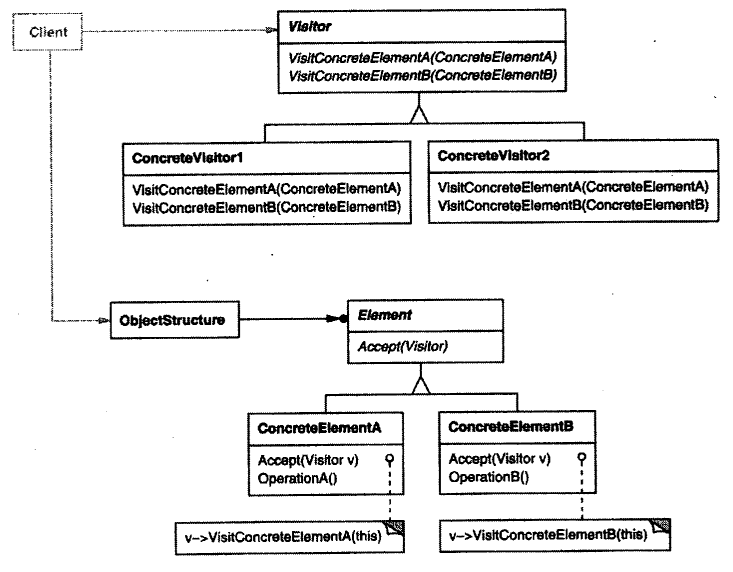 Client
Visitor
VisitConcreteElementA(ConcreteElementA)
VisitConcreteElementB(ConcreteElementB)
ConcreteVisitor1
VisitConcreteElementA(ConcreteElementA)
VisitConcreteElementB(ConcreteElementB)
ConcreteVisitor2
VisitConcreteElementA(ConcreteElementA)
VisitConcreteElementB(ConcreteElementB)
ObjectStructure
Element
Accept(Visitor)
ConcreteElementA
Accept(Visitor v)
OperationA()
ConcreteElementB
Accept(Visitor v)
OperationB()
v–>VisitConcreteElementA(this)
v–>VisitConcreteElementB(this)